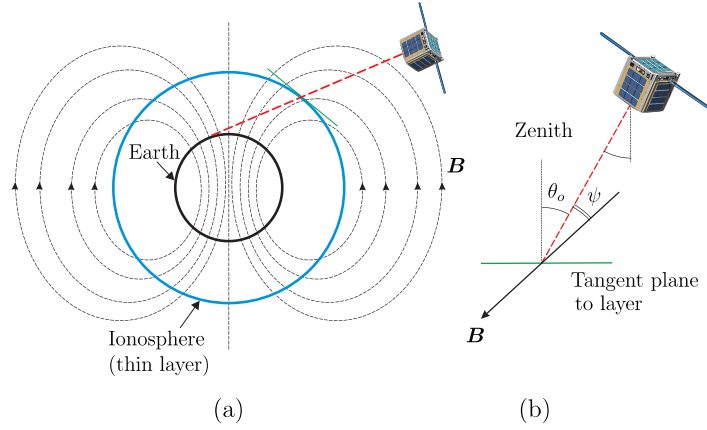 Earth
B
Ionosphere
(thin layer)
(a)
Zenith
θₒ
ψ
Tangent plane
to layer
B
(b)